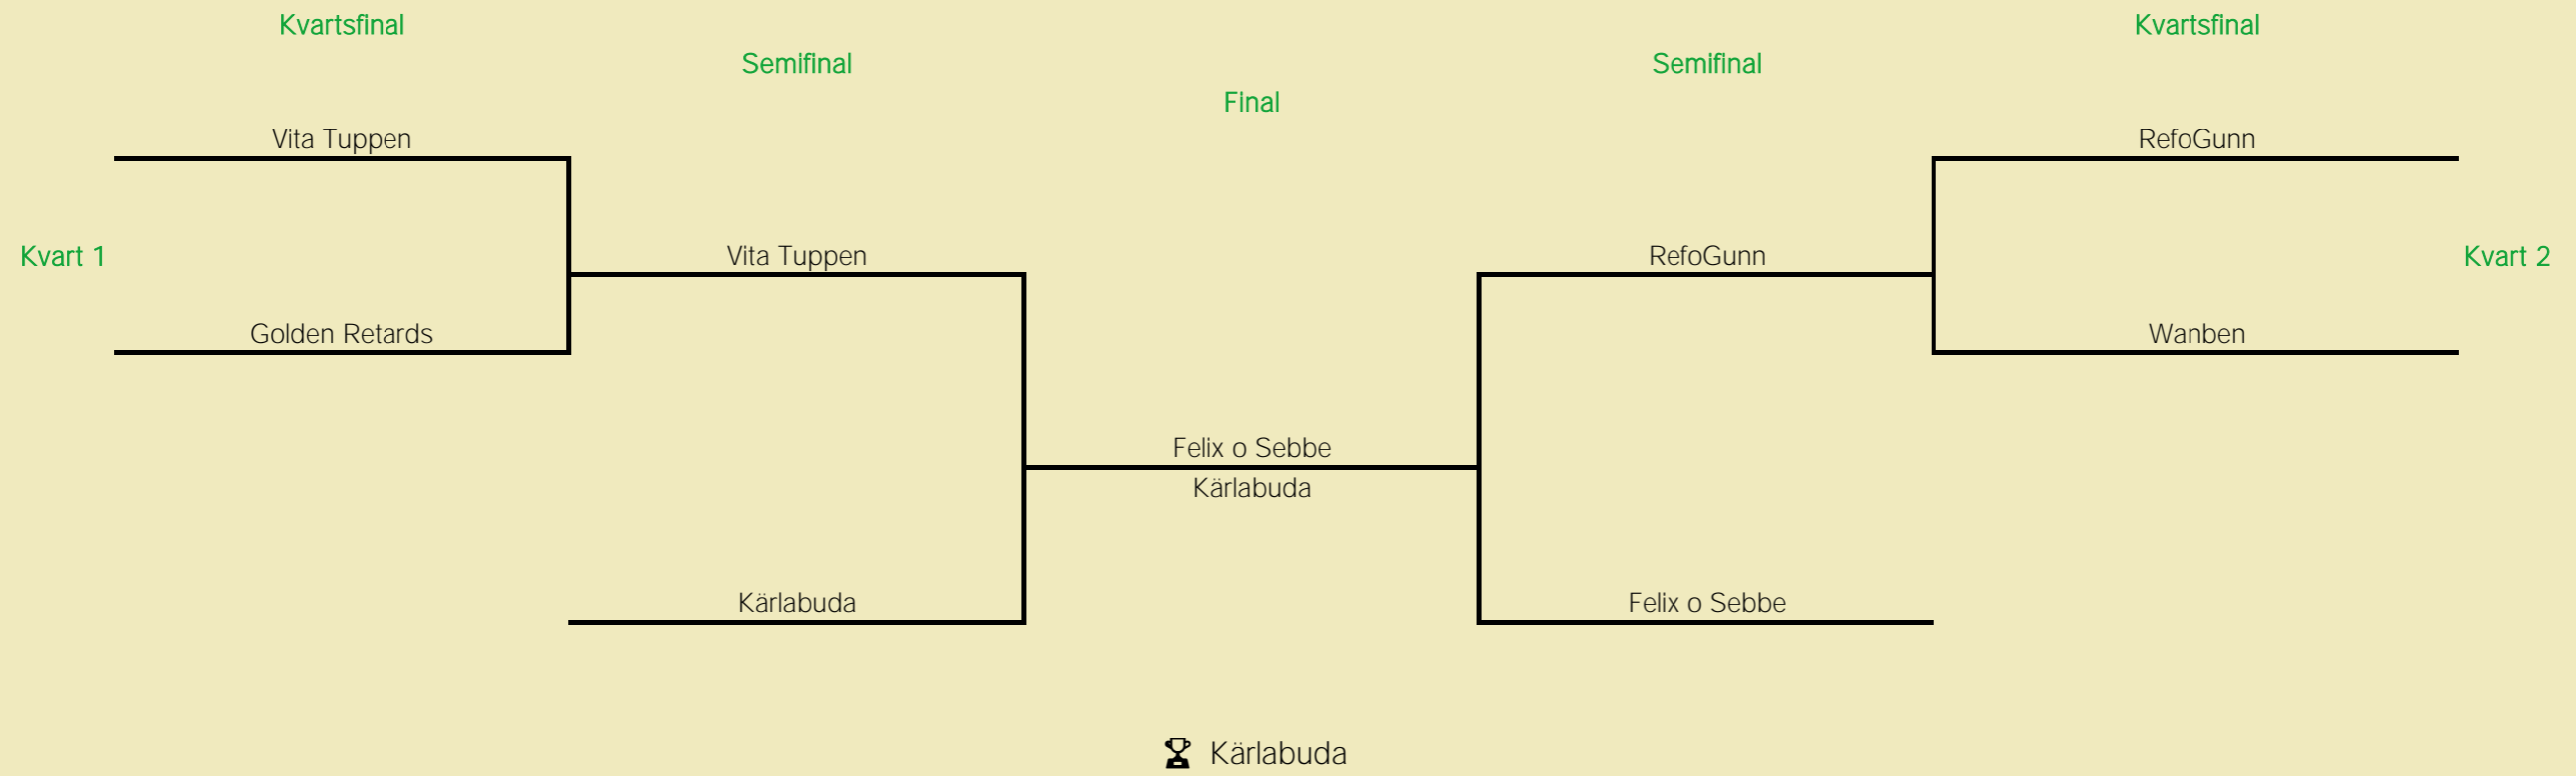 Kvartsfinal
Kvartsfinal
Semifinal
Semifinal
Final
Vita Tuppen
RefoGunn
Kvart 1
Vita Tuppen
RefoGunn
Kvart 2
Golden Retards
Wanben
Felix o Sebbe
Kärlabuda
Kärlabuda
Felix o Sebbe
Kärlabuda